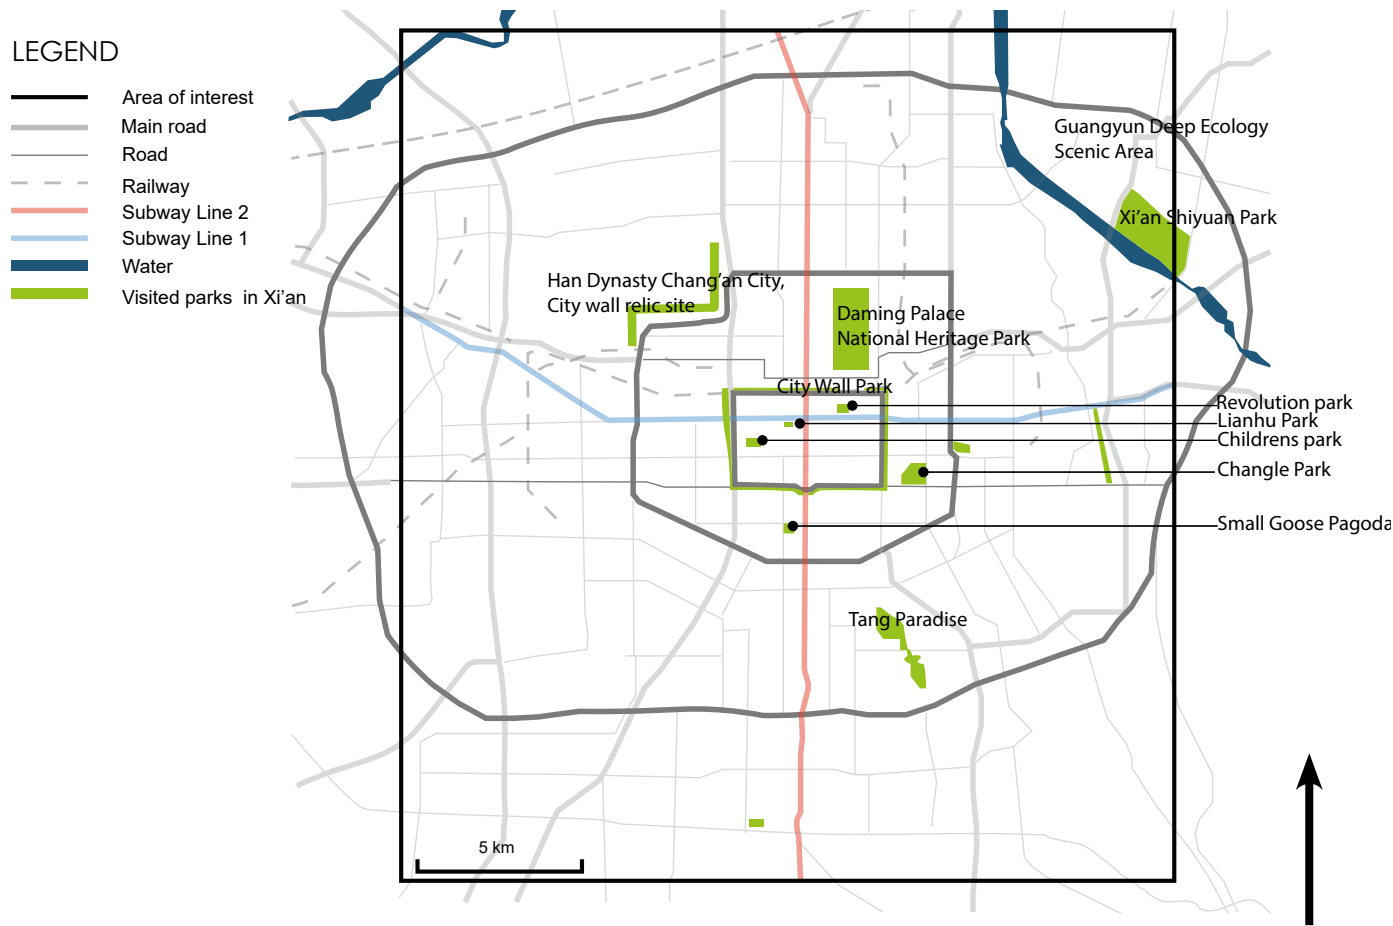 LEGEND
Area of interest
Main road
Road
Railway
Subway Line 2
Subway Line 1
Water
Visited parks in Xi'an
Guangyun Deep Ecology
Scenic Area
Xi'an Shiyuan Park
Han Dynasty Chang'an City,
City wall relic site
Daming Palace
National Heritage Park
City Wall Park
Revolution park
Lianhu Park
Childrens park
Changle Park
Small Goose Pagoda
Tang Paradise
5 km